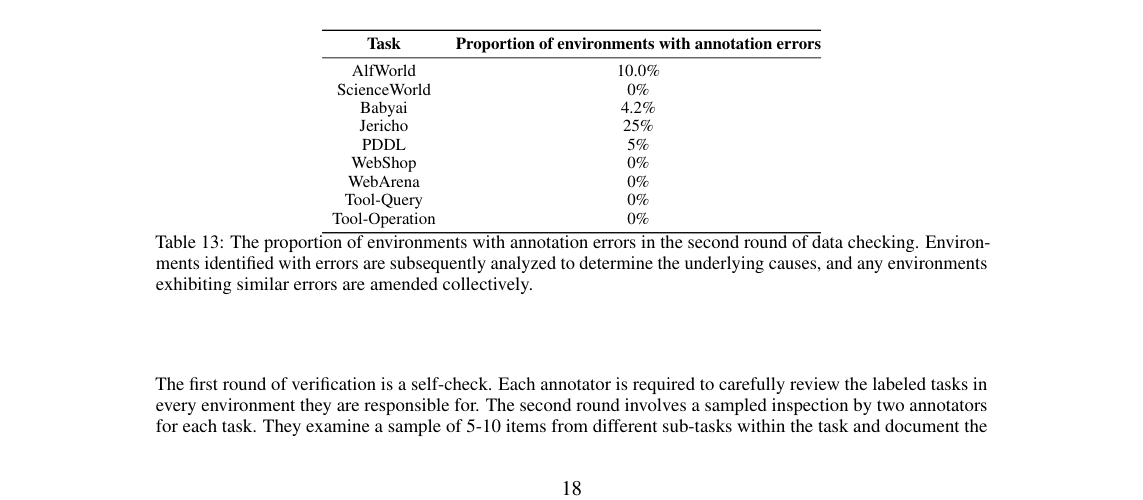 Task Proportion of environments with annotation errors
AlfWorld 10.0%
ScienceWorld 0%
Babyai 4.2%
Jericho 25%
PDDL 5%
WebShop 0%
WebArena 0%
Tool-Query 0%
Tool-Operation 0%
Table 13: The proportion of environments with annotation errors in the second round of data checking. Environ-
ments identified with errors are subsequently analyzed to determine the underlying causes, and any environments
exhibiting similar errors are amended collectively.
The first round of verification is a self-check. Each annotator is required to carefully review the labeled tasks in
every environment they are responsible for. The second round involves a sampled inspection by two annotators
for each task. They examine a sample of 5-10 items from different sub-tasks within the task and document the
18